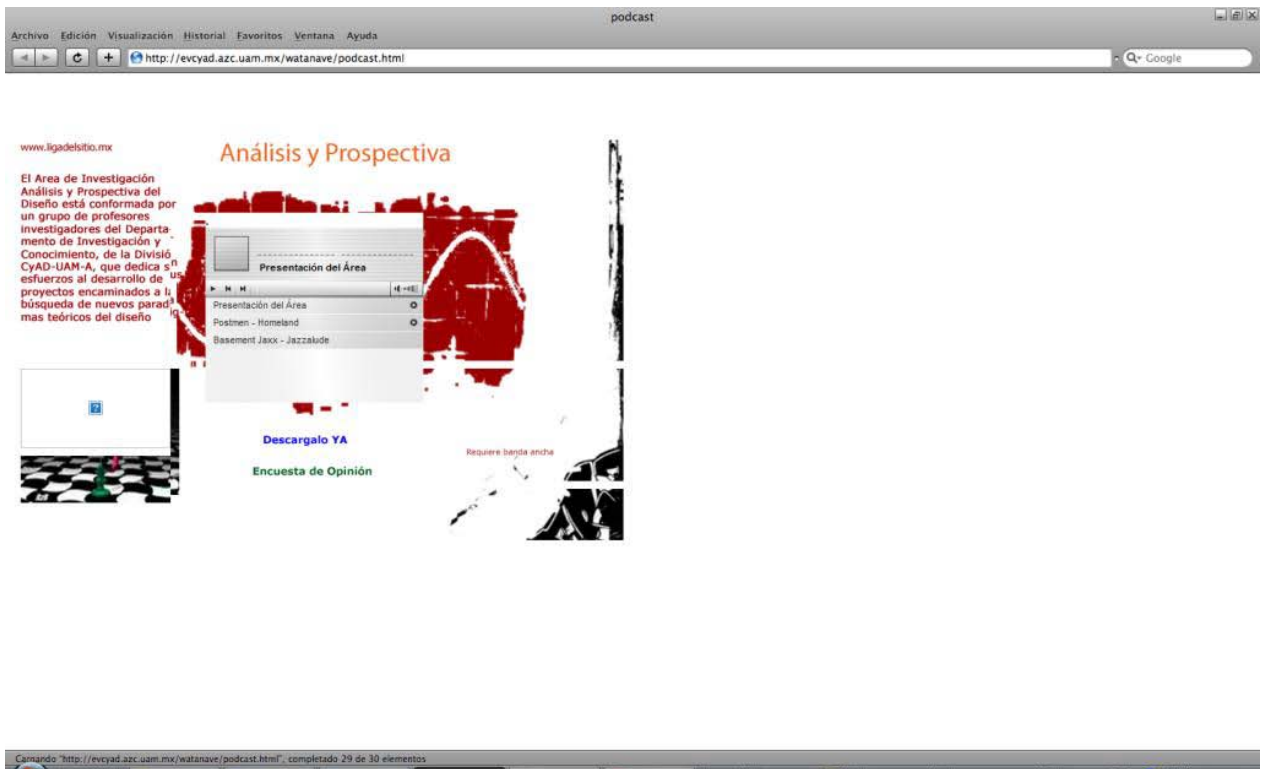 podcast
Archivo Edición Visualización Historial Favoritos Ventana Ayuda
http://evcyad.azc.uam.mx/watanave/podcast.html
Google
www.ligadelsitio.mx
Análisis y Prospectiva
El Area de Investigación
Análisis y Prospectiva del
Diseño está conformada por
un grupo de profesores
investigadores del Departa-
mento de Investigación y
Conocimiento, de la Divisió
n
CyAD-UAM-A, que dedica s
us
esfuerzos al desarrollo de
proyectos encaminados a la
búsqueda de nuevos paradi
g-
mas teóricos del diseño
Presentación del Área
Presentación del Área
Postmen - Homeland
Basement Jaxx - Jazzalude
Descargalo YA
Requiere banda ancha
Encuesta de Opinión
Cargando "http://evcyad.azc.uam.mx/watanave/podcast.html", completado 29 de 30 elementos